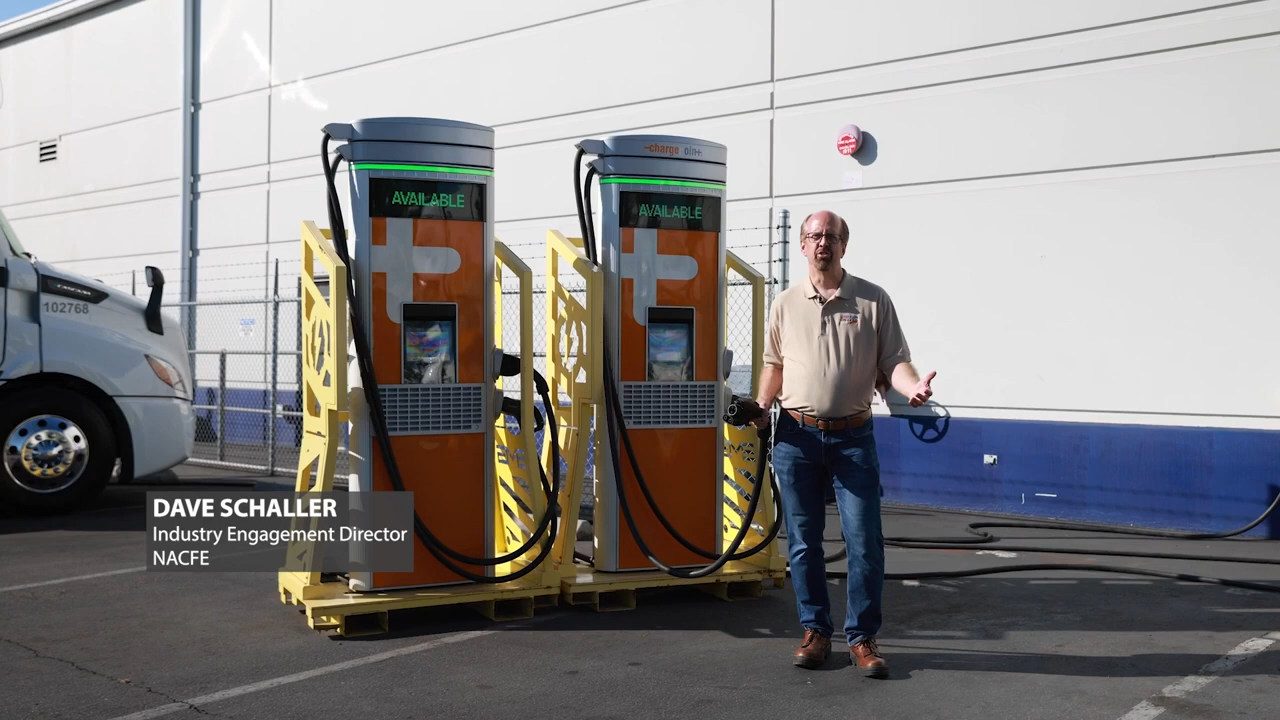 AVAILABLE
-chargepoin+
AVAILABLE
102768
DAVE SCHALLER
Industry Engagement Director
NACFE